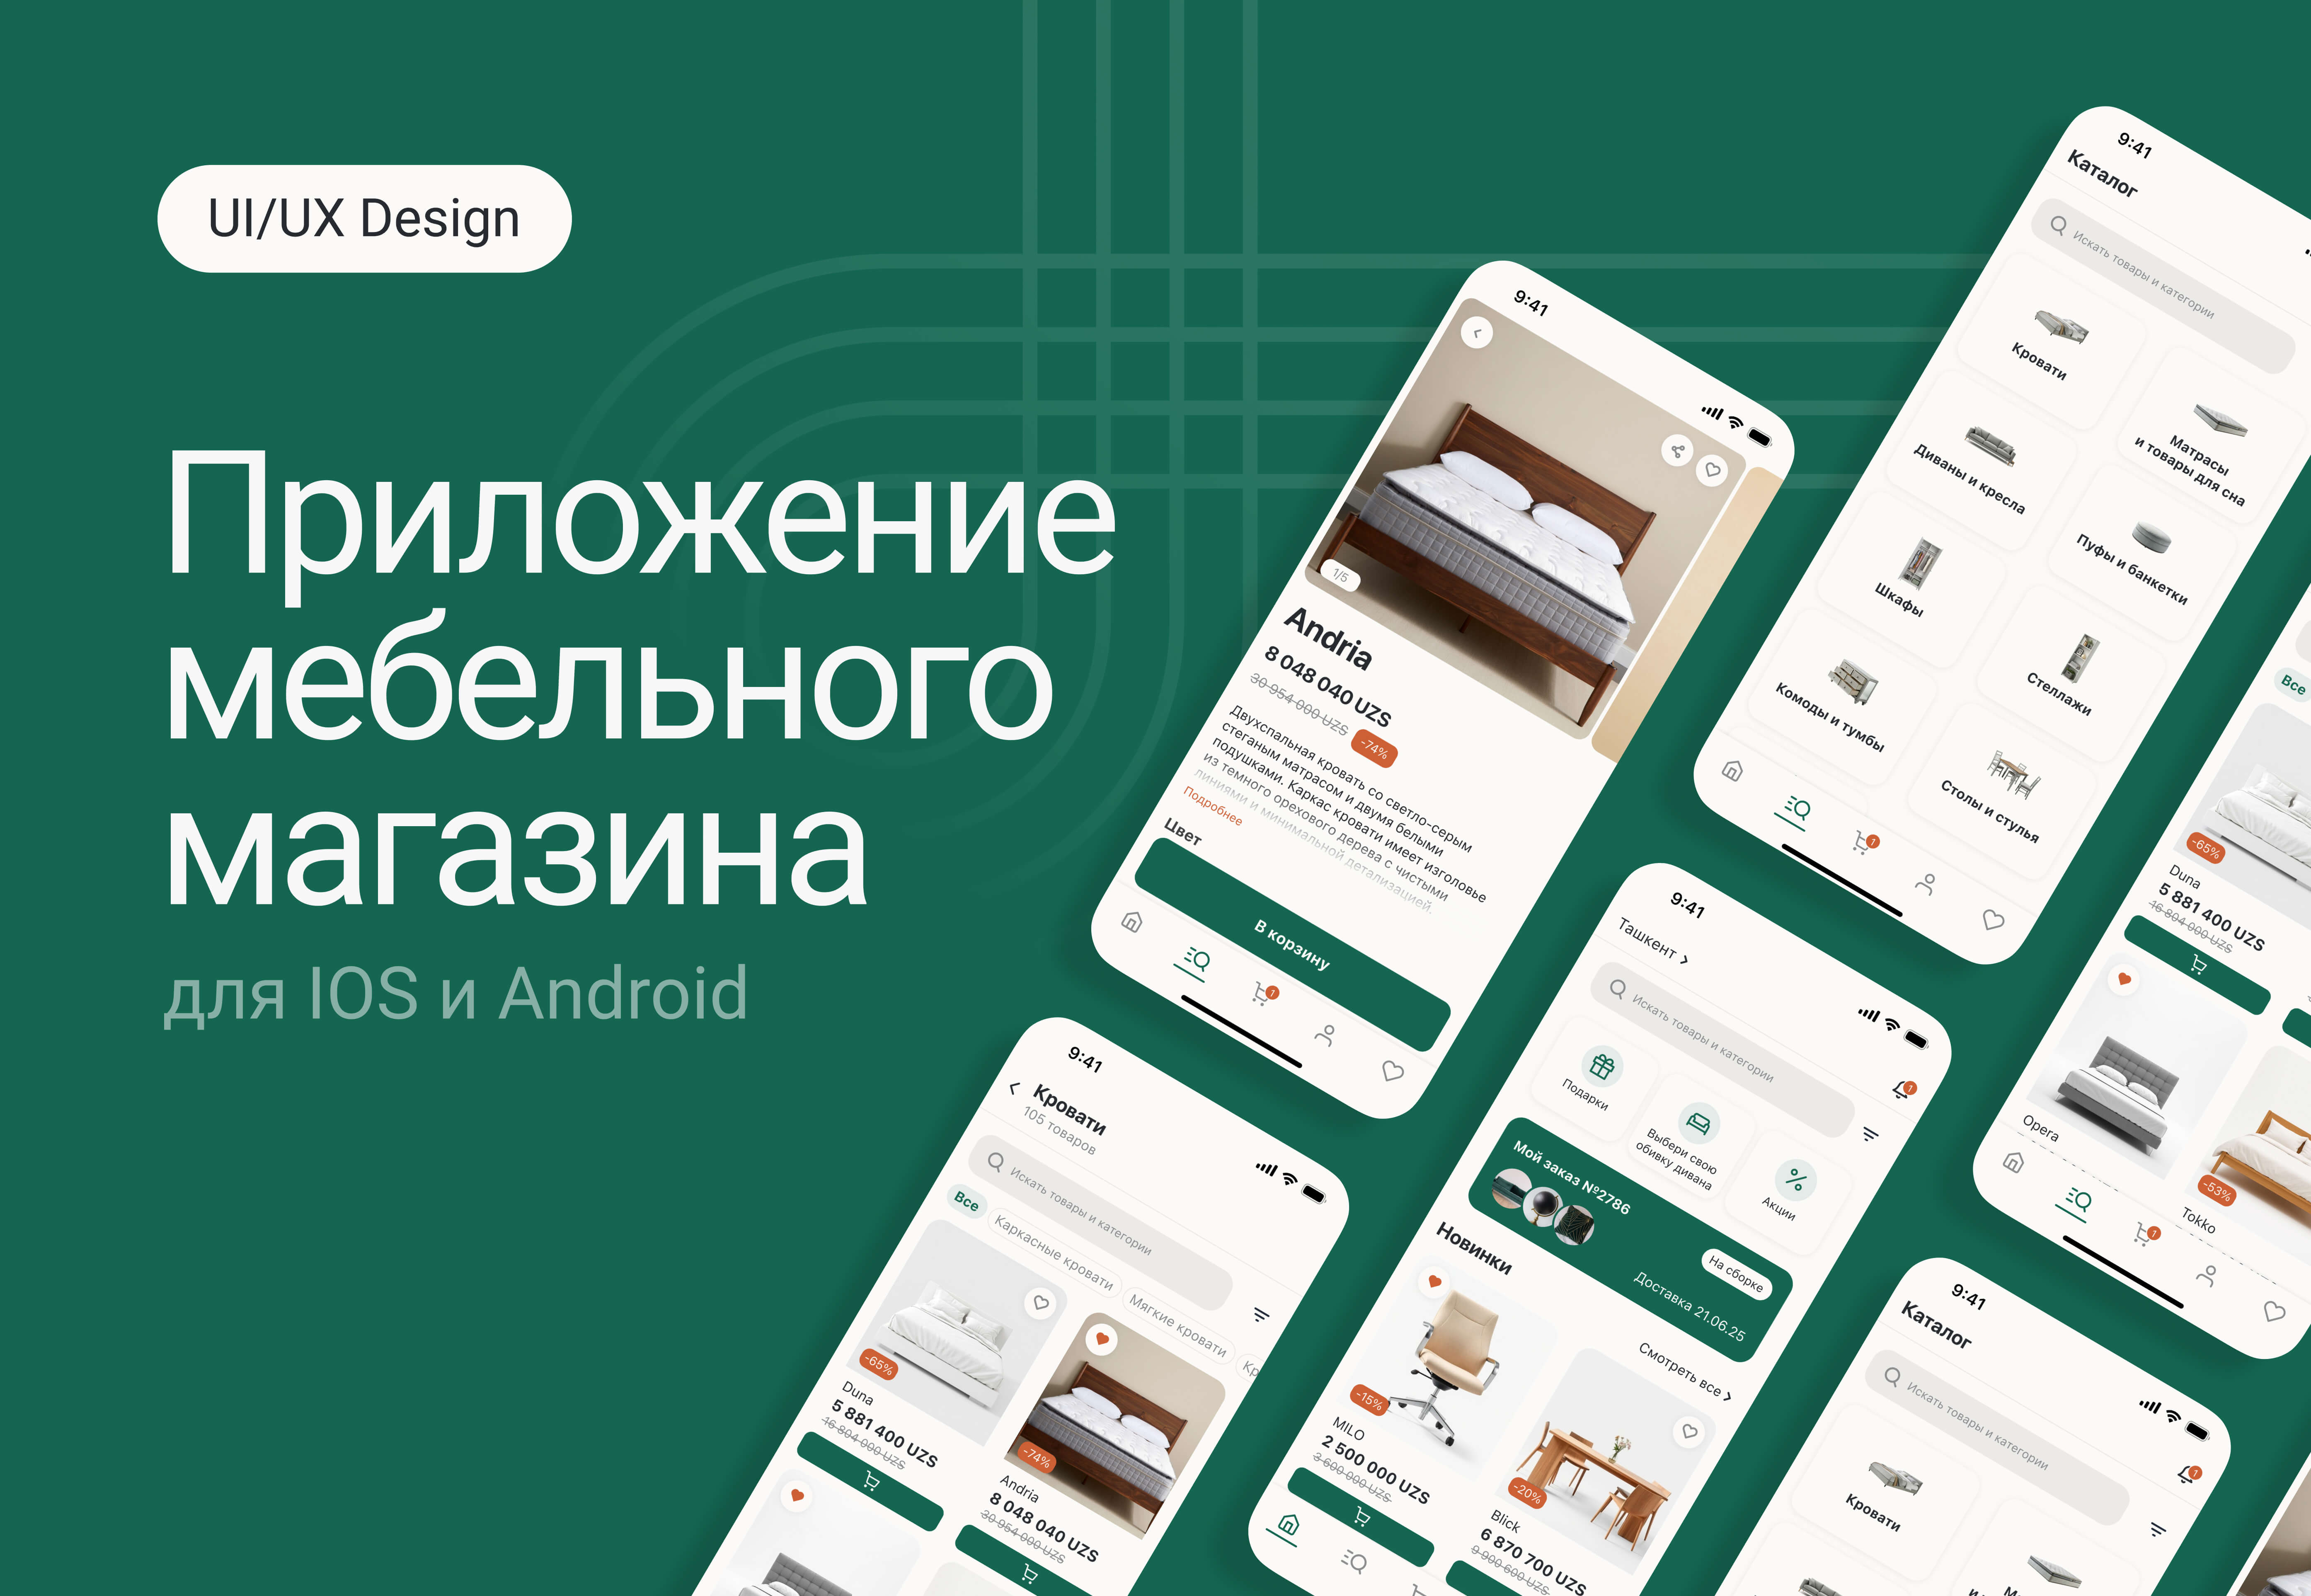 UI/UX Design
Приложение
мебельного
магазина
для IOS и Android
9:41
1/5
Andria
8 048 040 UZS
30 954 000 UZS
-74%
Двухспальная кровать со светло-серым
стеганым матрасом и двумя белыми
подушками. Каркас кровати имеет изголовье
из темного орехового дерева с чистыми
линиями и минимальной детализацией.
Подробнее
Цвет
В корзину
1
9:41
Каталог
Искать товары и категории
Кровати
Матрасы
и товары для сна
Диваны и кресла
Пуфы и банкетки
Шкафы
Стеллажи
Комоды и тумбы
Столы и стулья
1
9:41
Кровати
105 товаров
Искать товары и категории
Все
Каркасные кровати
Мягкие кровати
Кр
-65%
Duna
5 881 400 UZS
16 804 000 UZS
-74%
Andria
8 048 040 UZS
30 954 000 UZS
9:41
Ташкент
1
Искать товары и категории
Подарки
Выбери свою
обивку дивана
Акции
Мой заказ №2786
На сборке
Доставка 21.06.25
Новинки
Смотреть все
-15%
MILO
2 500 000 UZS
3 600 000 UZS
-20%
Blick
6 870 700 UZS
9 900 600 UZS
Все
-65%
Duna
5 881 400 UZS
16 804 000 UZS
Opera
-53%
Tokko
1
9:41
Каталог
1
Искать товары и категории
Кровати